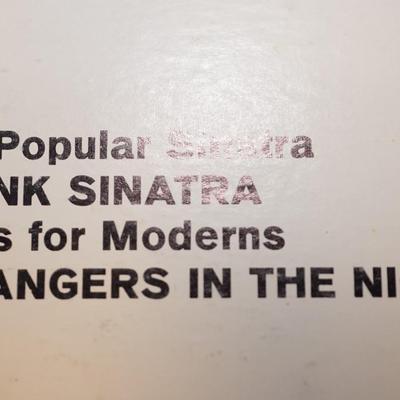 Popular Sinatra
NK SINATRA
s for Moderns
ANGERS IN THE NI